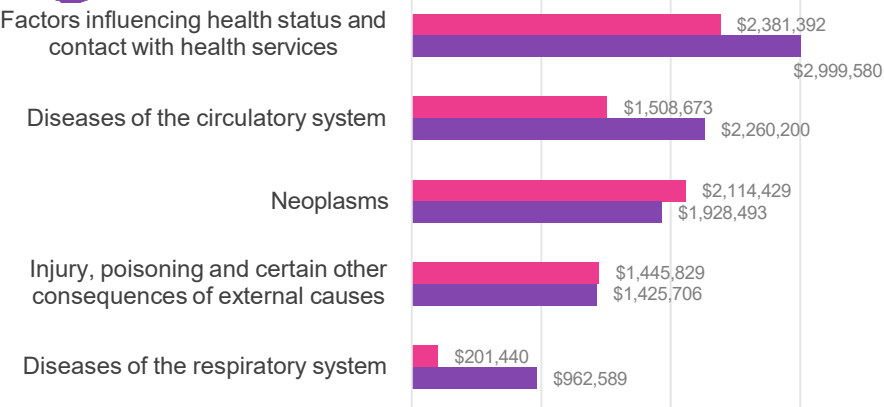 Factors influencing health status and
contact with health services
$2,381,392
$2,999,580
Diseases of the circulatory system
$1,508,673
$2,260,200
Neoplasms
$2,114,429
$1,928,493
Injury, poisoning and certain other
consequences of external causes
$1,445,829
$1,425,706
Diseases of the respiratory system
$201,440
$962,589